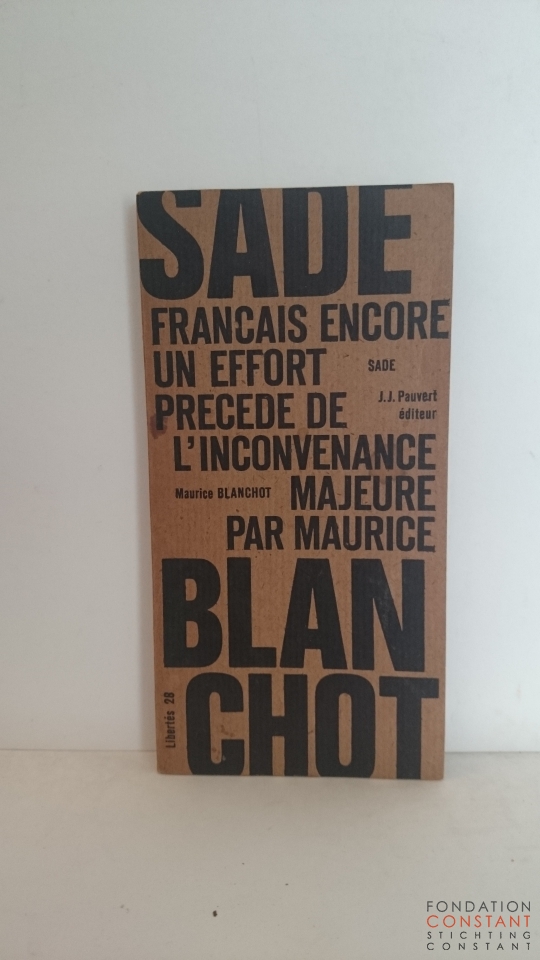 SADE
FRANCAIS ENCORE
UN EFFORT
SADE
PRECEDE DE
J.J. Pauvert
éditeur
L'INCONVENANCE
Maurice BLANCHOT
MAJEURE
PAR MAURICE
BLAN
CHOT
Libertés 28
FONDATION
CONSTANT
STICHTING
CONSTANT